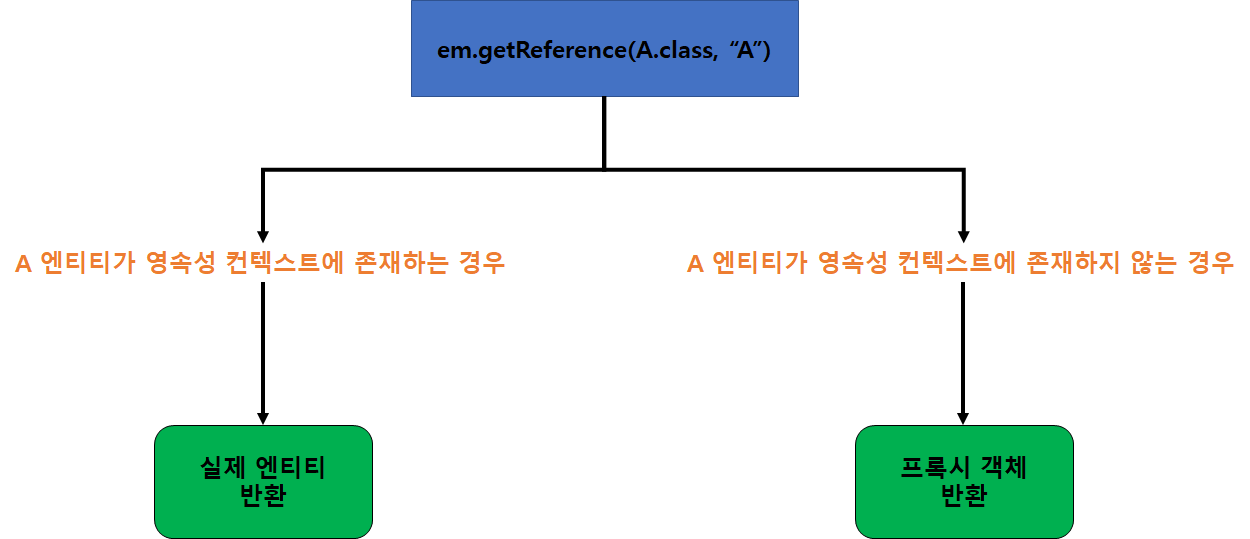 em.getReference(A.class, “A”)
A 엔티티가 영속성 컨텍스트에 존재하는 경우
A 엔티티가 영속성 컨텍스트에 존재하지 않는 경우
실제 엔티티
반환
프록시 객체
반환